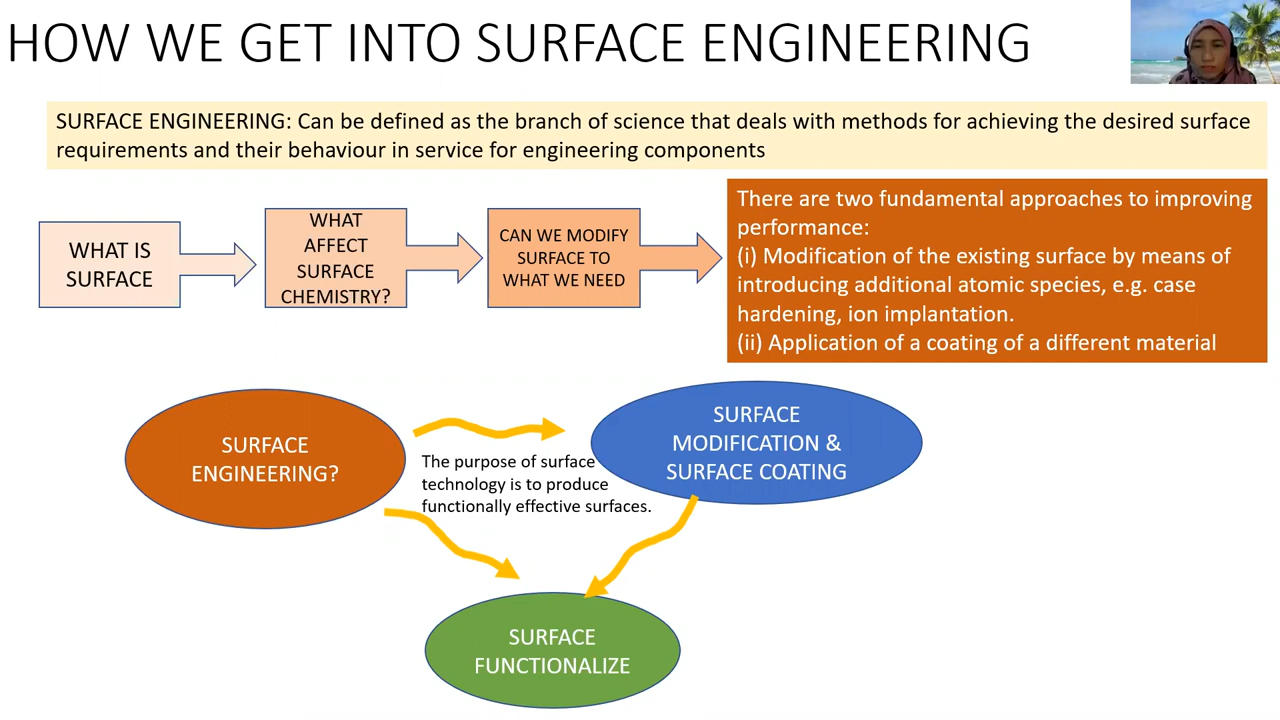 HOW WE GET INTO SURFACE ENGINEERING
SURFACE ENGINEERING: Can be defined as the branch of science that deals with methods for achieving the desired surface
requirements and their behaviour in service for engineering components
WHAT IS
SURFACE
WHAT
AFFECT
SURFACE
CHEMISTRY?
CAN WE MODIFY
SURFACE TO
WHAT WE NEED
There are two fundamental approaches to improving
performance:
(i) Modification of the existing surface by means of
introducing additional atomic species, e.g. case
hardening, ion implantation.
(ii) Application of a coating of a different material
SURFACE
ENGINEERING?
The purpose of surface
technology is to produce
functionally effective surfaces.
SURFACE
MODIFICATION &
SURFACE COATING
SURFACE
FUNCTIONALIZE